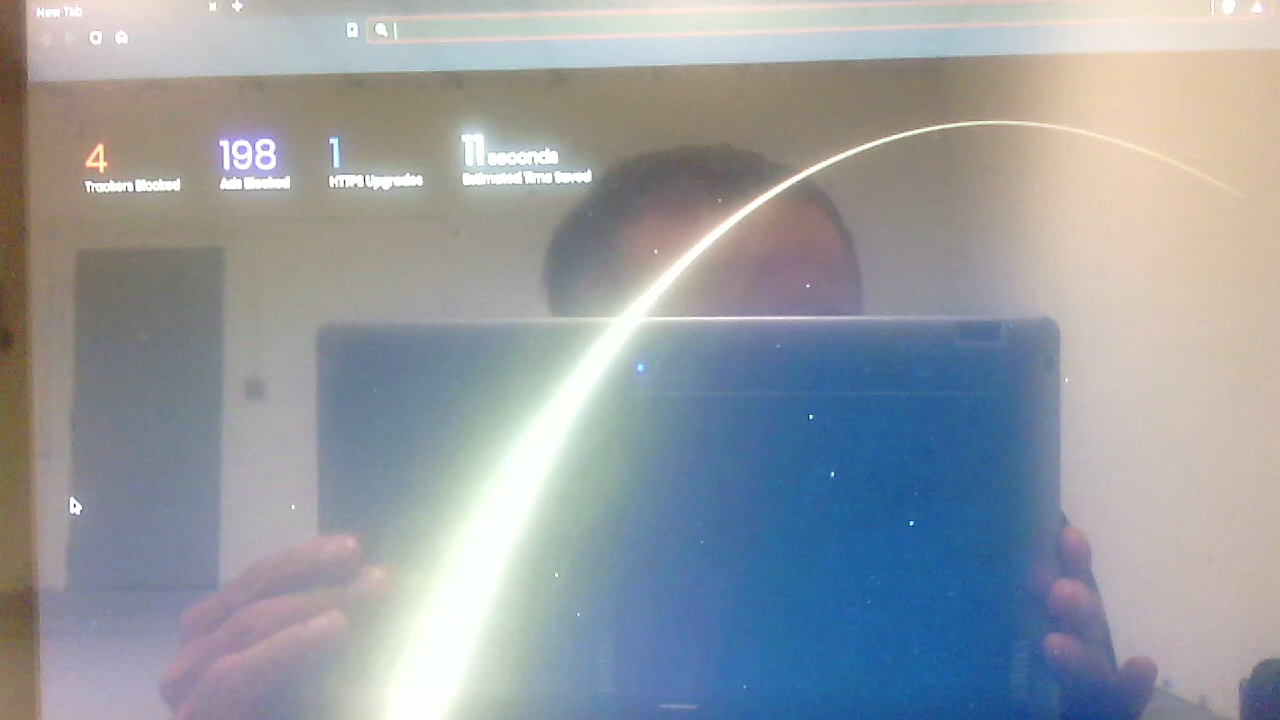 New Tab
4 198 1 11 seconds
Trackers Blocked Ads Blocked HTTPS Upgrades Estimated Time Saved